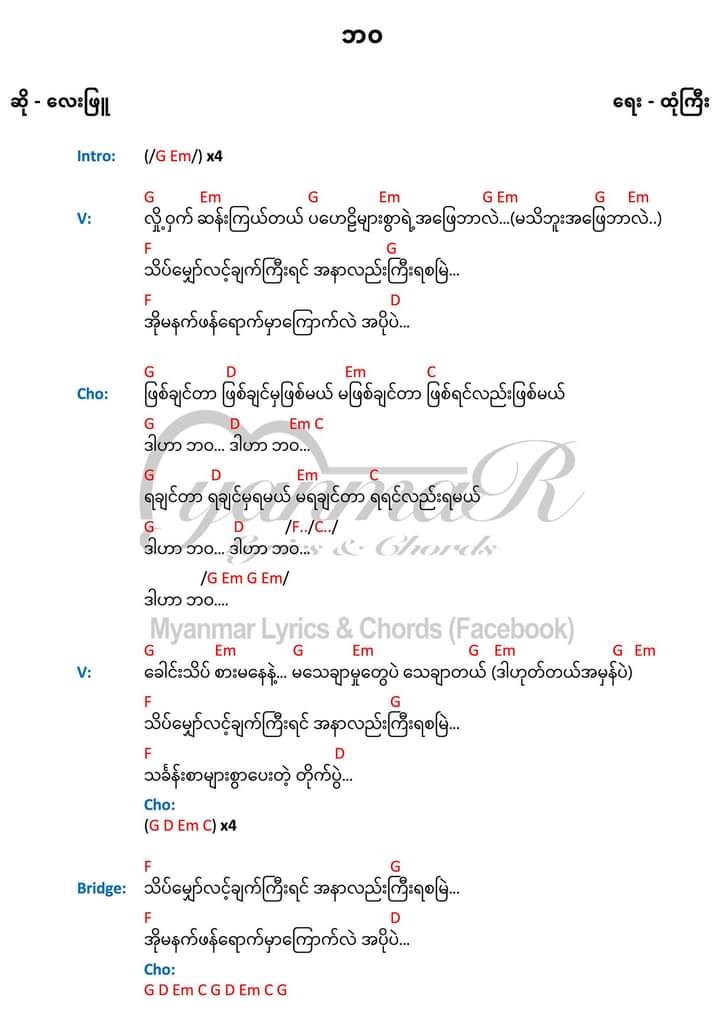 ဘဝ
ဆို - လေးဖြူ ရေး - ထုံကြီး
Intro: (/G Em/) x4
G Em G Em G Em G Em
V: လှို့ဝှက် ဆန်းကြယ်တယ် ပဟေဠိများစွာရဲ့အဖြေဘာလဲ...(မသိဘူးအဖြေဘာလဲ..)
F G
သိပ်မျှော်လင့်ချက်ကြီးရင် အနာလည်းကြီးရစမြဲ...
F D
အိုမနက်ဖန်ရောက်မှာကြောက်လဲ အပိုပဲ...
G D Em C
Cho: ဖြစ်ချင်တာ ဖြစ်ချင်မှဖြစ်မယ် မဖြစ်ချင်တာ ဖြစ်ရင်လည်းဖြစ်မယ်
G D Em C
ဒါဟာ ဘဝ... ဒါဟာ ဘဝ...
G D Em C
ရချင်တာ ရချင်မှရမယ် မရချင်တာ ရရင်လည်းရမယ်
G D /F../C../
ဒါဟာ ဘဝ... ဒါဟာ ဘဝ...
/G Em G Em/
ဒါဟာ ဘဝ....
myanmaR
Lyrics & Chords
Myanmar Lyrics & Chords (Facebook)
G Em G Em G Em G Em
V: ခေါင်းသိပ် စားမနေနဲ့... မသေချာမှုတွေပဲ သေချာတယ် (ဒါဟုတ်တယ်အမှန်ပဲ)
F G
သိပ်မျှော်လင့်ချက်ကြီးရင် အနာလည်းကြီးရစမြဲ...
F D
သင်္ခန်းစာများစွာပေးတဲ့ တိုက်ပွဲ...
Cho:
(G D Em C) x4
F G
Bridge: သိပ်မျှော်လင့်ချက်ကြီးရင် အနာလည်းကြီးရစမြဲ...
F D
အိုမနက်ဖန်ရောက်မှာကြောက်လဲ အပိုပဲ...
Cho:
G D Em C G D Em C G